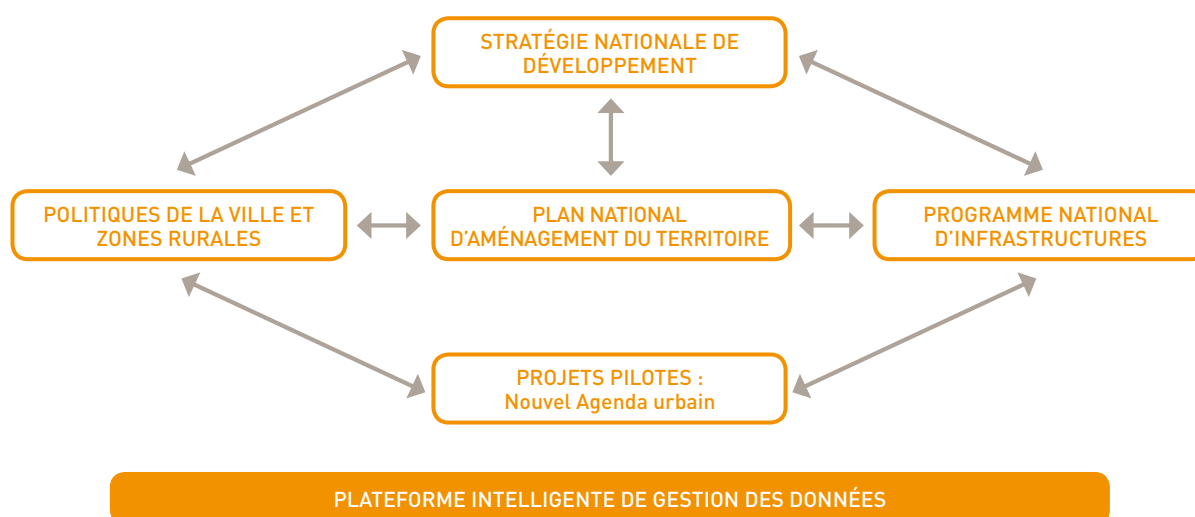 STRATÉGIE NATIONALE DE
DÉVELOPPEMENT
POLITIQUES DE LA VILLE ET
ZONES RURALES
PLAN NATIONAL
D'AMÉNAGEMENT DU TERRITOIRE
PROGRAMME NATIONAL
D'INFRASTRUCTURES
PROJETS PILOTES :
Nouvel Agenda urbain
PLATEFORME INTELLIGENTE DE GESTION DES DONNÉES